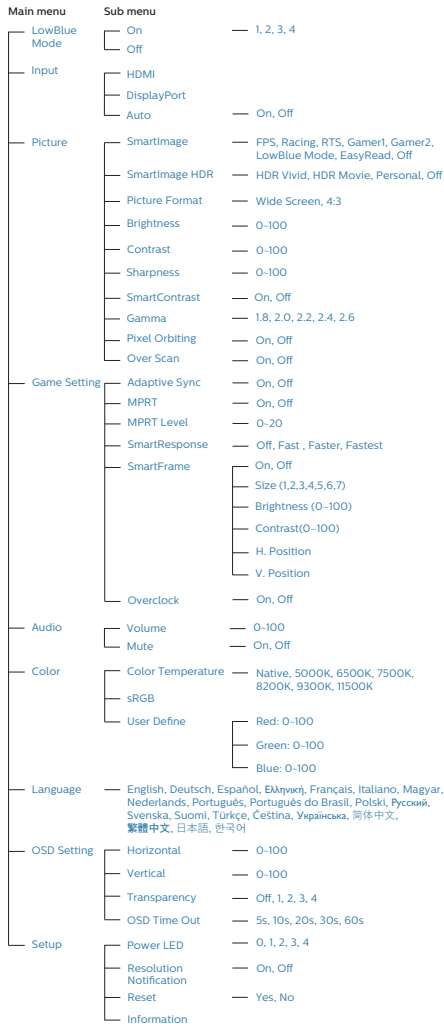 Main menu Sub menu
LowBlue Mode On 1, 2, 3, 4
Off
Input HDMI
DisplayPort
Auto On, Off
Picture SmartImage FPS, Racing, RTS, Gamer1, Gamer2,
LowBlue Mode, EasyRead, Off
SmartImage HDR HDR Vivid, HDR Movie, Personal, Off
Picture Format Wide Screen, 4:3
Brightness 0~100
Contrast 0~100
Sharpness 0~100
SmartContrast On, Off
Gamma 1.8, 2.0, 2.2, 2.4, 2.6
Pixel Orbiting On, Off
Over Scan On, Off
Game Setting Adaptive Sync On, Off
MPRT On, Off
MPRT Level 0~20
SmartResponse Off, Fast , Faster, Fastest
SmartFrame On, Off
Size (1,2,3,4,5,6,7)
Brightness (0~100)
Contrast(0~100)
H. Position
V. Position
Overclock On, Off
Audio Volume 0~100
Mute On, Off
Color Color Temperature Native, 5000K, 6500K, 7500K,
8200K, 9300K, 11500K
sRGB
User Define Red: 0~100
Green: 0~100
Blue: 0~100
Language English, Deutsch, Español, Ελληνική, Français, Italiano, Magyar,
Nederlands, Português, Português do Brasil, Polski, Русский,
Svenska, Suomi, Türkçe, Čeština, Українська, 简体中文,
繁體中文, 日本語, 한국어
OSD Setting Horizontal 0~100
Vertical 0~100
Transparency Off, 1, 2, 3, 4
OSD Time Out 5s, 10s, 20s, 30s, 60s
Setup Power LED 0, 1, 2, 3, 4
Resolution Notification On, Off
Reset Yes, No
Information